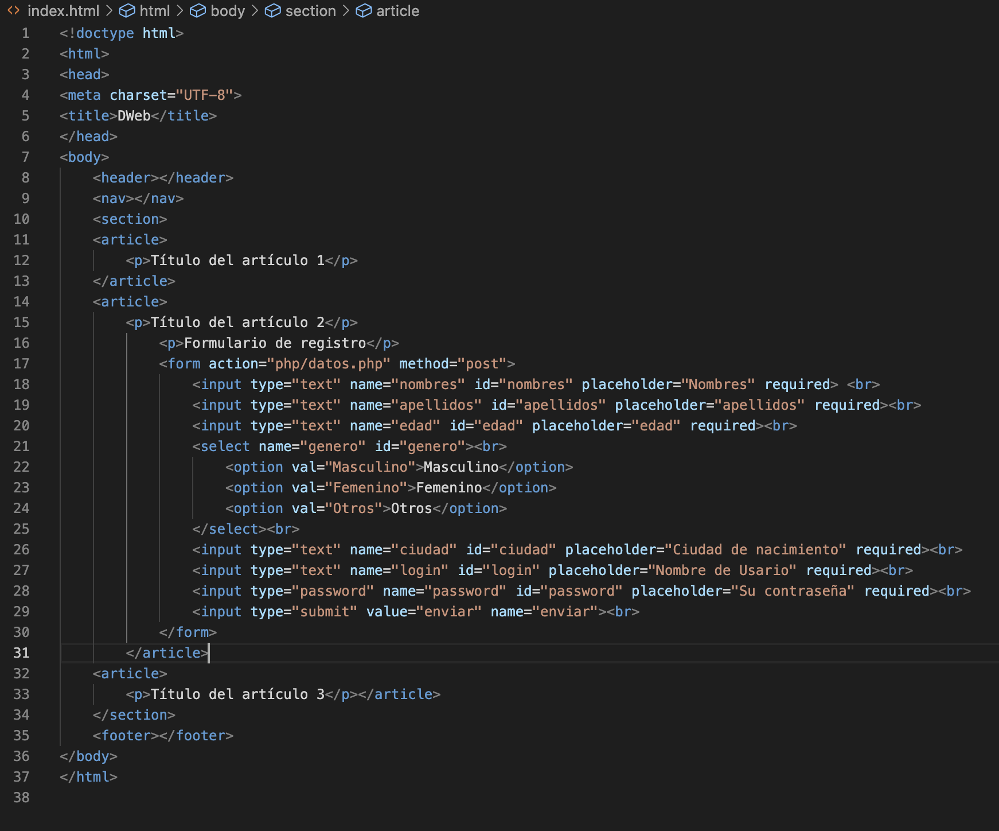 index.html > html > body > section > article
1 <!doctype html>
2 <html>
3 <head>
4 <meta charset="UTF-8">
5 <title>DWeb</title>
6 </head>
7 <body>
8 <header></header>
9 <nav></nav>
10 <section>
11 <article>
12 <p>Título del artículo 1</p>
13 </article>
14 <article>
15 <p>Título del artículo 2</p>
16 <p>Formulario de registro</p>
17 <form action="php/datos.php" method="post">
18 <input type="text" name="nombres" id="nombres" placeholder="Nombres" required> <br>
19 <input type="text" name="apellidos" id="apellidos" placeholder="apellidos" required><br>
20 <input type="text" name="edad" id="edad" placeholder="edad" required><br>
21 <select name="genero" id="genero"><br>
22 <option val="Masculino">Masculino</option>
23 <option val="Femenino">Femenino</option>
24 <option val="Otros">Otros</option>
25 </select><br>
26 <input type="text" name="ciudad" id="ciudad" placeholder="Ciudad de nacimiento" required><br>
27 <input type="text" name="login" id="login" placeholder="Nombre de Usario" required><br>
28 <input type="password" name="password" id="password" placeholder="Su contraseña" required><br>
29 <input type="submit" value="enviar" name="enviar"><br>
30 </form>
31 </article>
32 <article>
33 <p>Título del artículo 3</p></article>
34 </section>
35 <footer></footer>
36 </body>
37 </html>
38